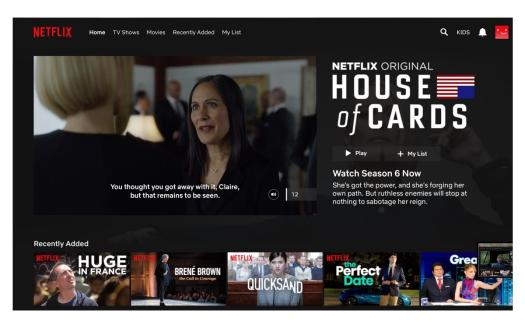 NETFLIX Home TV Shows Movies Recently Added My List KIDS
NETFLIX ORIGINAL
HOUSE
of CARDS
Play + My List
Watch Season 6 Now
She's got the power, and she's forging her
own path. But ruthless enemies will stop at
nothing to sabotage her reign.
You thought you got away with it, Claire,
but that remains to be seen.
12
Recently Added
NETFLIX
HUGE
IN FRANCE
NETFLIX
BRENÉ BROWN
the Call to Courage
NETFLIX
QUICKSAND
NETFLIX
the
Perfect
Date
Grea